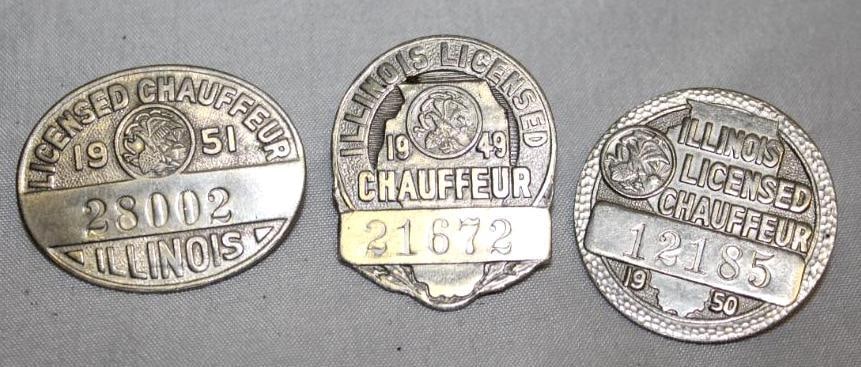 LICENSED CHAUFFEUR
19 51
28002
ILLINOIS
ILLINOIS LICENSED
19 49
CHAUFFEUR
21672
ILLINOIS
LICENSED
CHAUFFEUR
12185
19 50